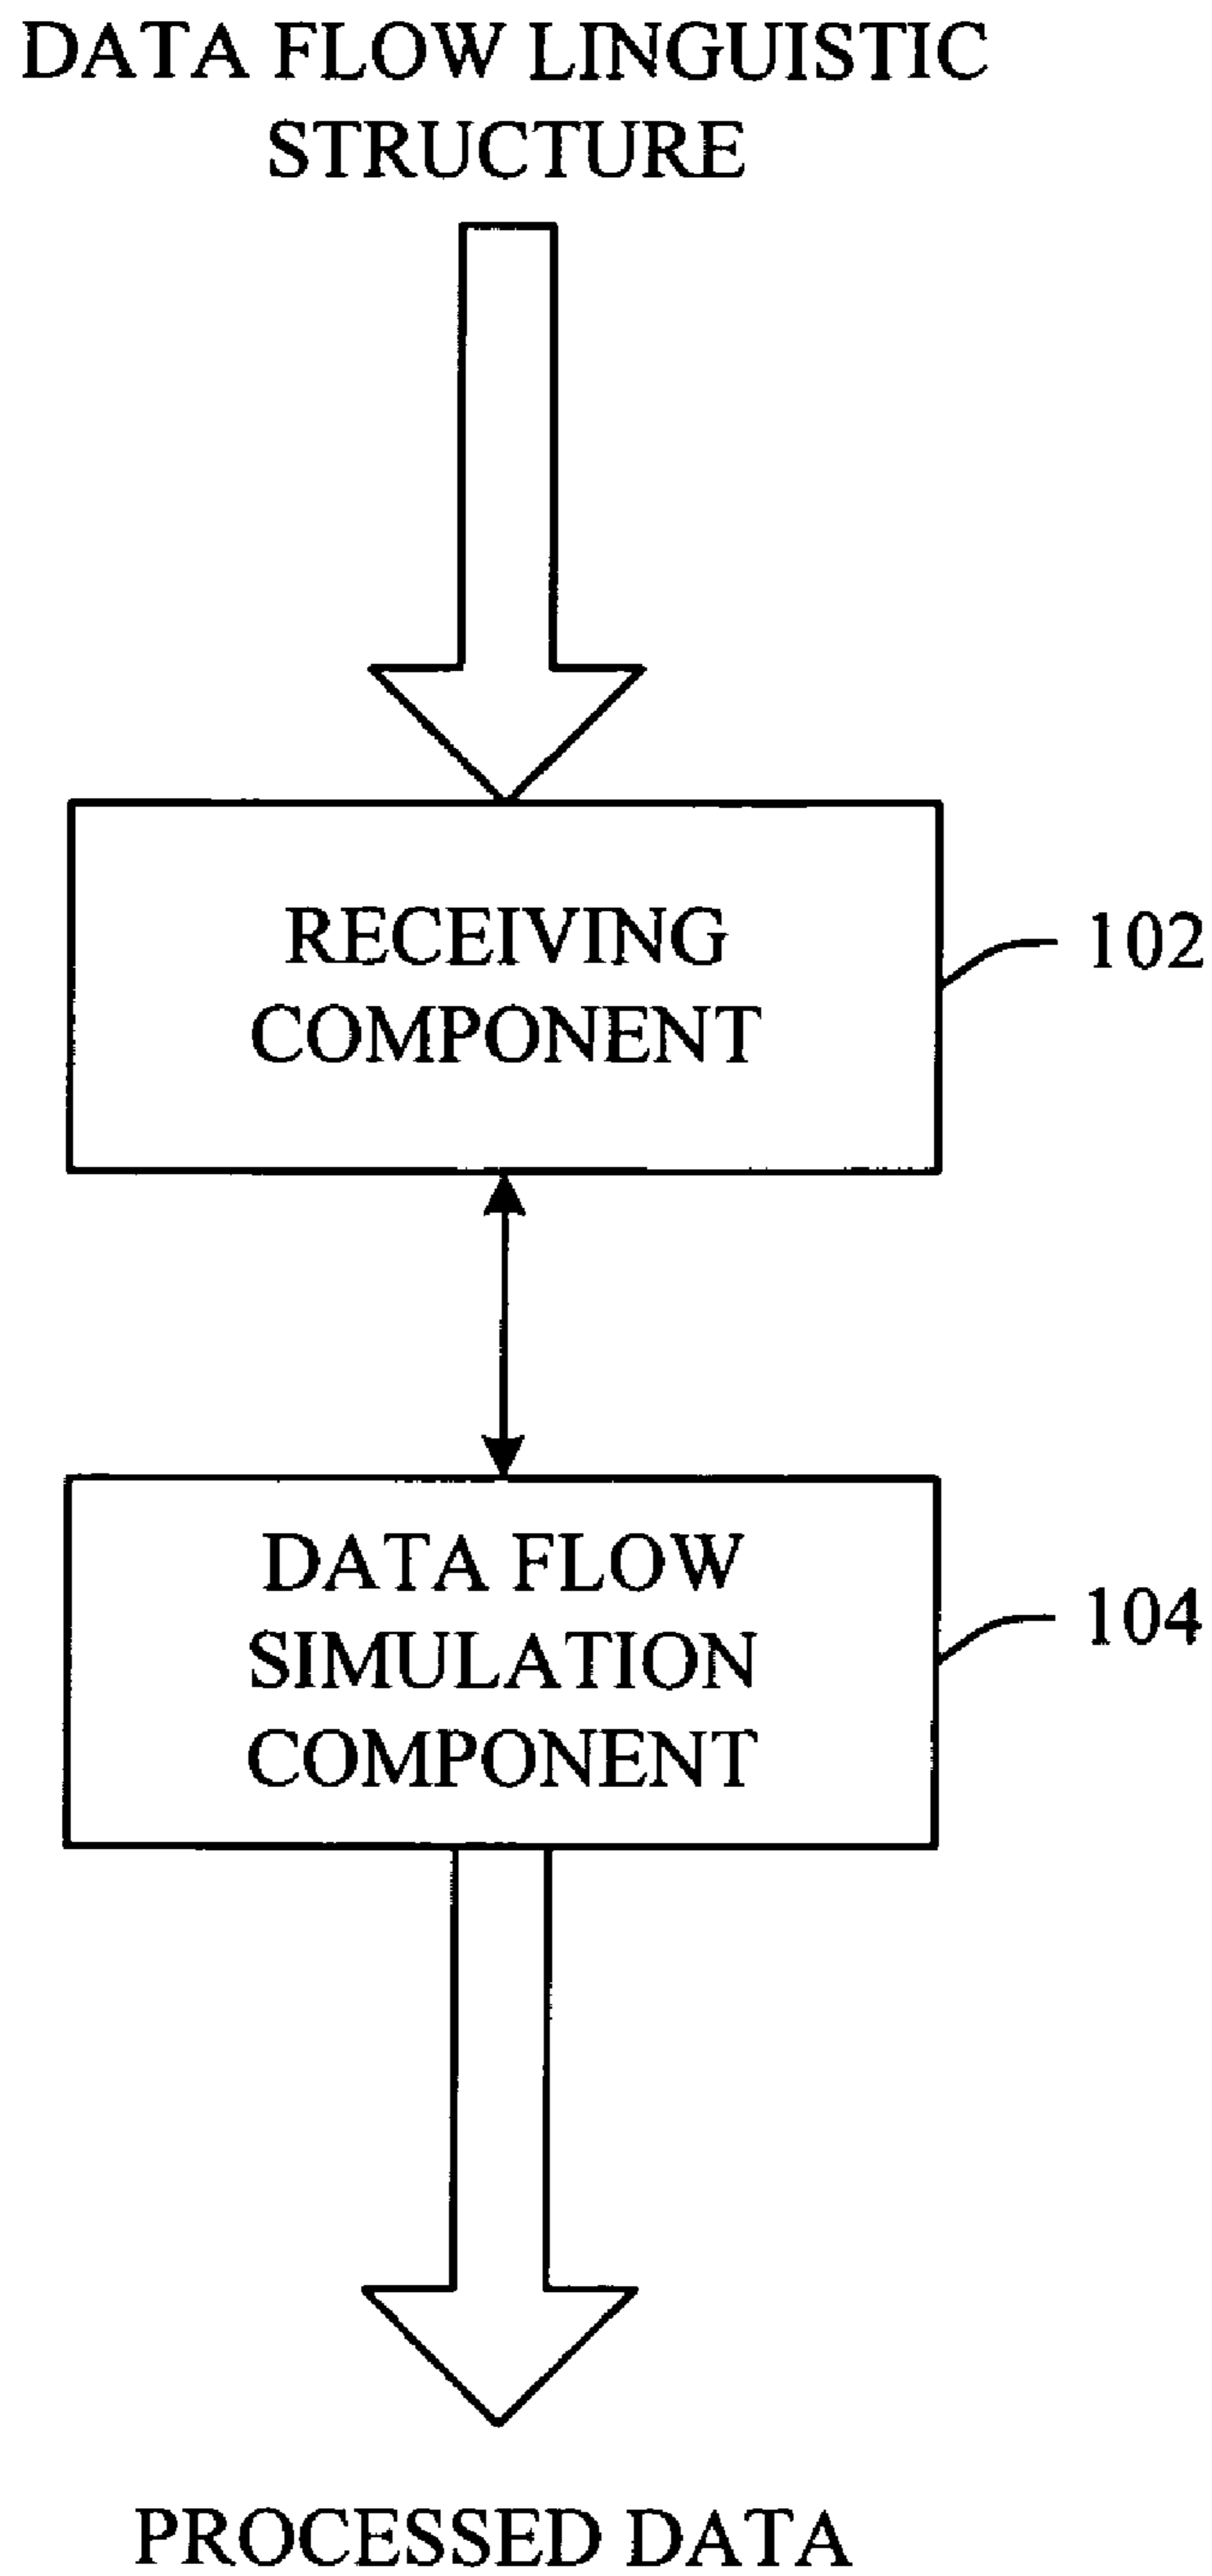 DATA FLOW LINGUISTIC
STRUCTURE
RECEIVING
COMPONENT
102
DATA FLOW
SIMULATION
COMPONENT
104
PROCESSED DATA